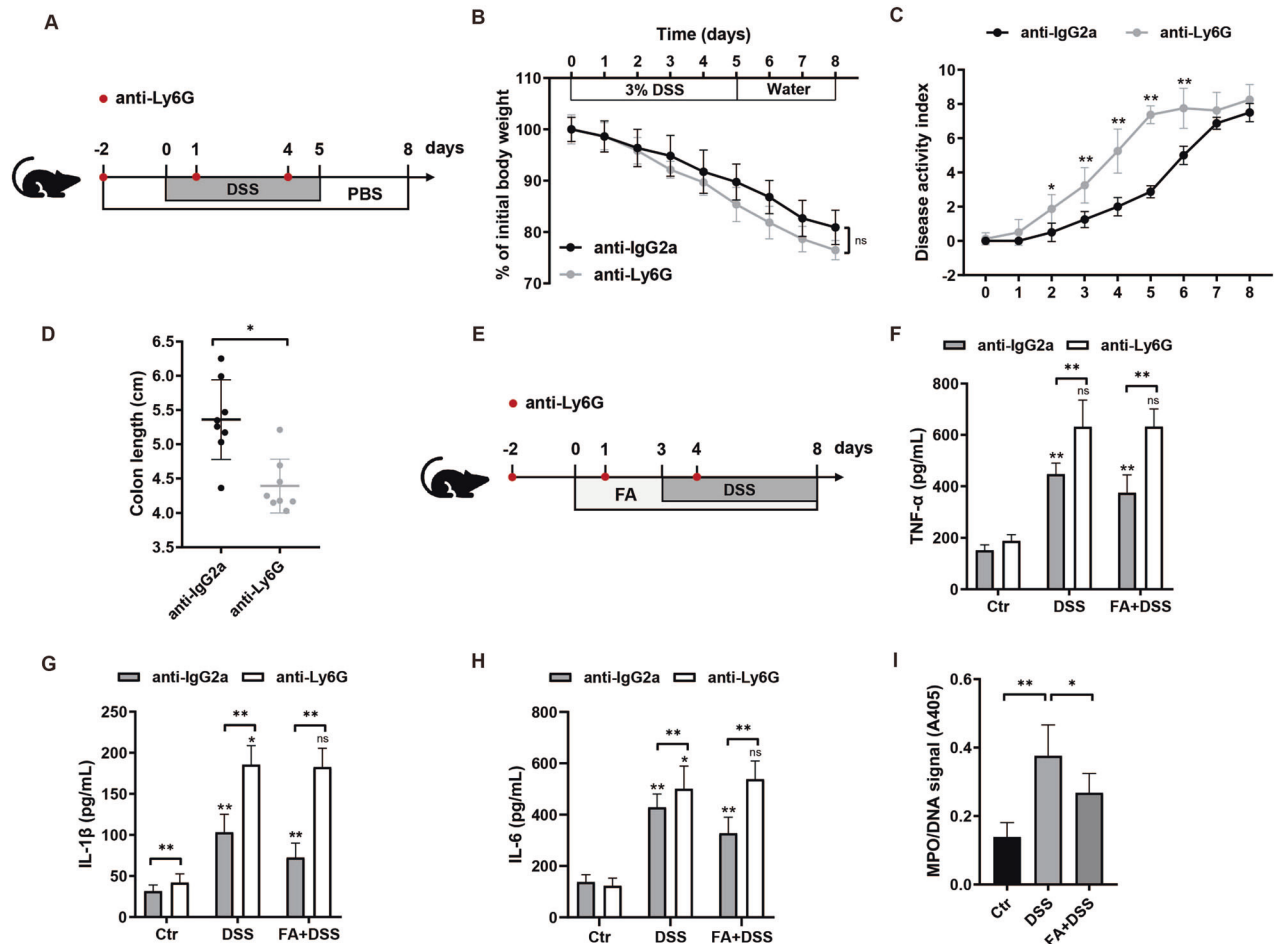 A
anti-Ly6G
-2 0 1 4 5 8 days
DSS
PBS
B
Time (days)
0 1 2 3 4 5 6 7 8
3% DSS Water
% of initial body weight
110
100
90
80
70
anti-IgG2a
anti-Ly6G
ns
C
anti-IgG2a anti-Ly6G
Disease activity index
10
8
6
4
2
0
-2
* ** ** ** **
0 1 2 3 4 5 6 7 8
D
*
Colon length (cm)
6.5
6.0
5.5
5.0
4.5
4.0
3.5
anti-IgG2a anti-Ly6G
E
anti-Ly6G
-2 0 1 3 4 8 days
FA
DSS
F
anti-IgG2a anti-Ly6G
TNF-α (pg/mL)
800
600
400
200
0
** **
ns ns
** **
Ctr DSS FA+DSS
G
anti-IgG2a anti-Ly6G
IL-1β (pg/mL)
250
200
150
100
50
0
** ** **
* ns
** **
Ctr DSS FA+DSS
H
anti-IgG2a anti-Ly6G
IL-6 (pg/mL)
800
600
400
200
0
** **
** * ** ns
Ctr DSS FA+DSS
I
MPO/DNA signal (A405)
0.6
0.4
0.2
0.0
** *
Ctr DSS FA+DSS